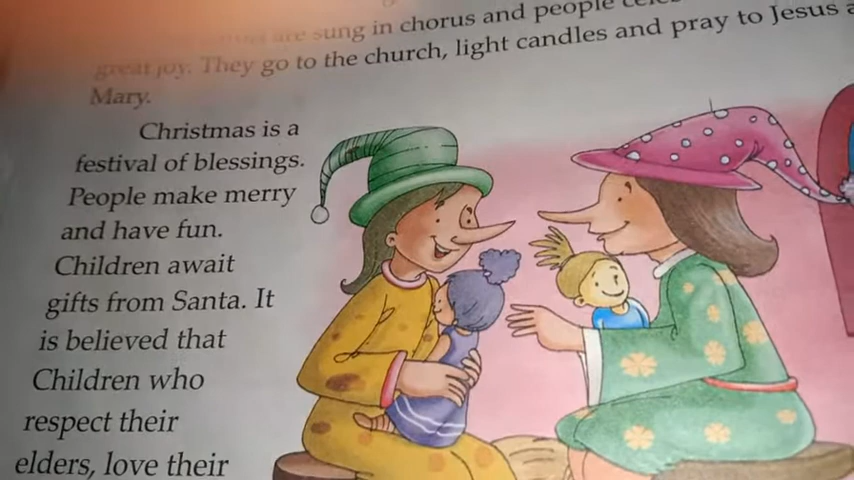 are sung in chorus and people
great joy. They go to the church, light candles and pray to Jesus
Mary.
Christmas is a
festival of blessings.
People make merry
and have fun.
Children await
gifts from Santa. It
is believed that
Children who
respect their
elders, love their